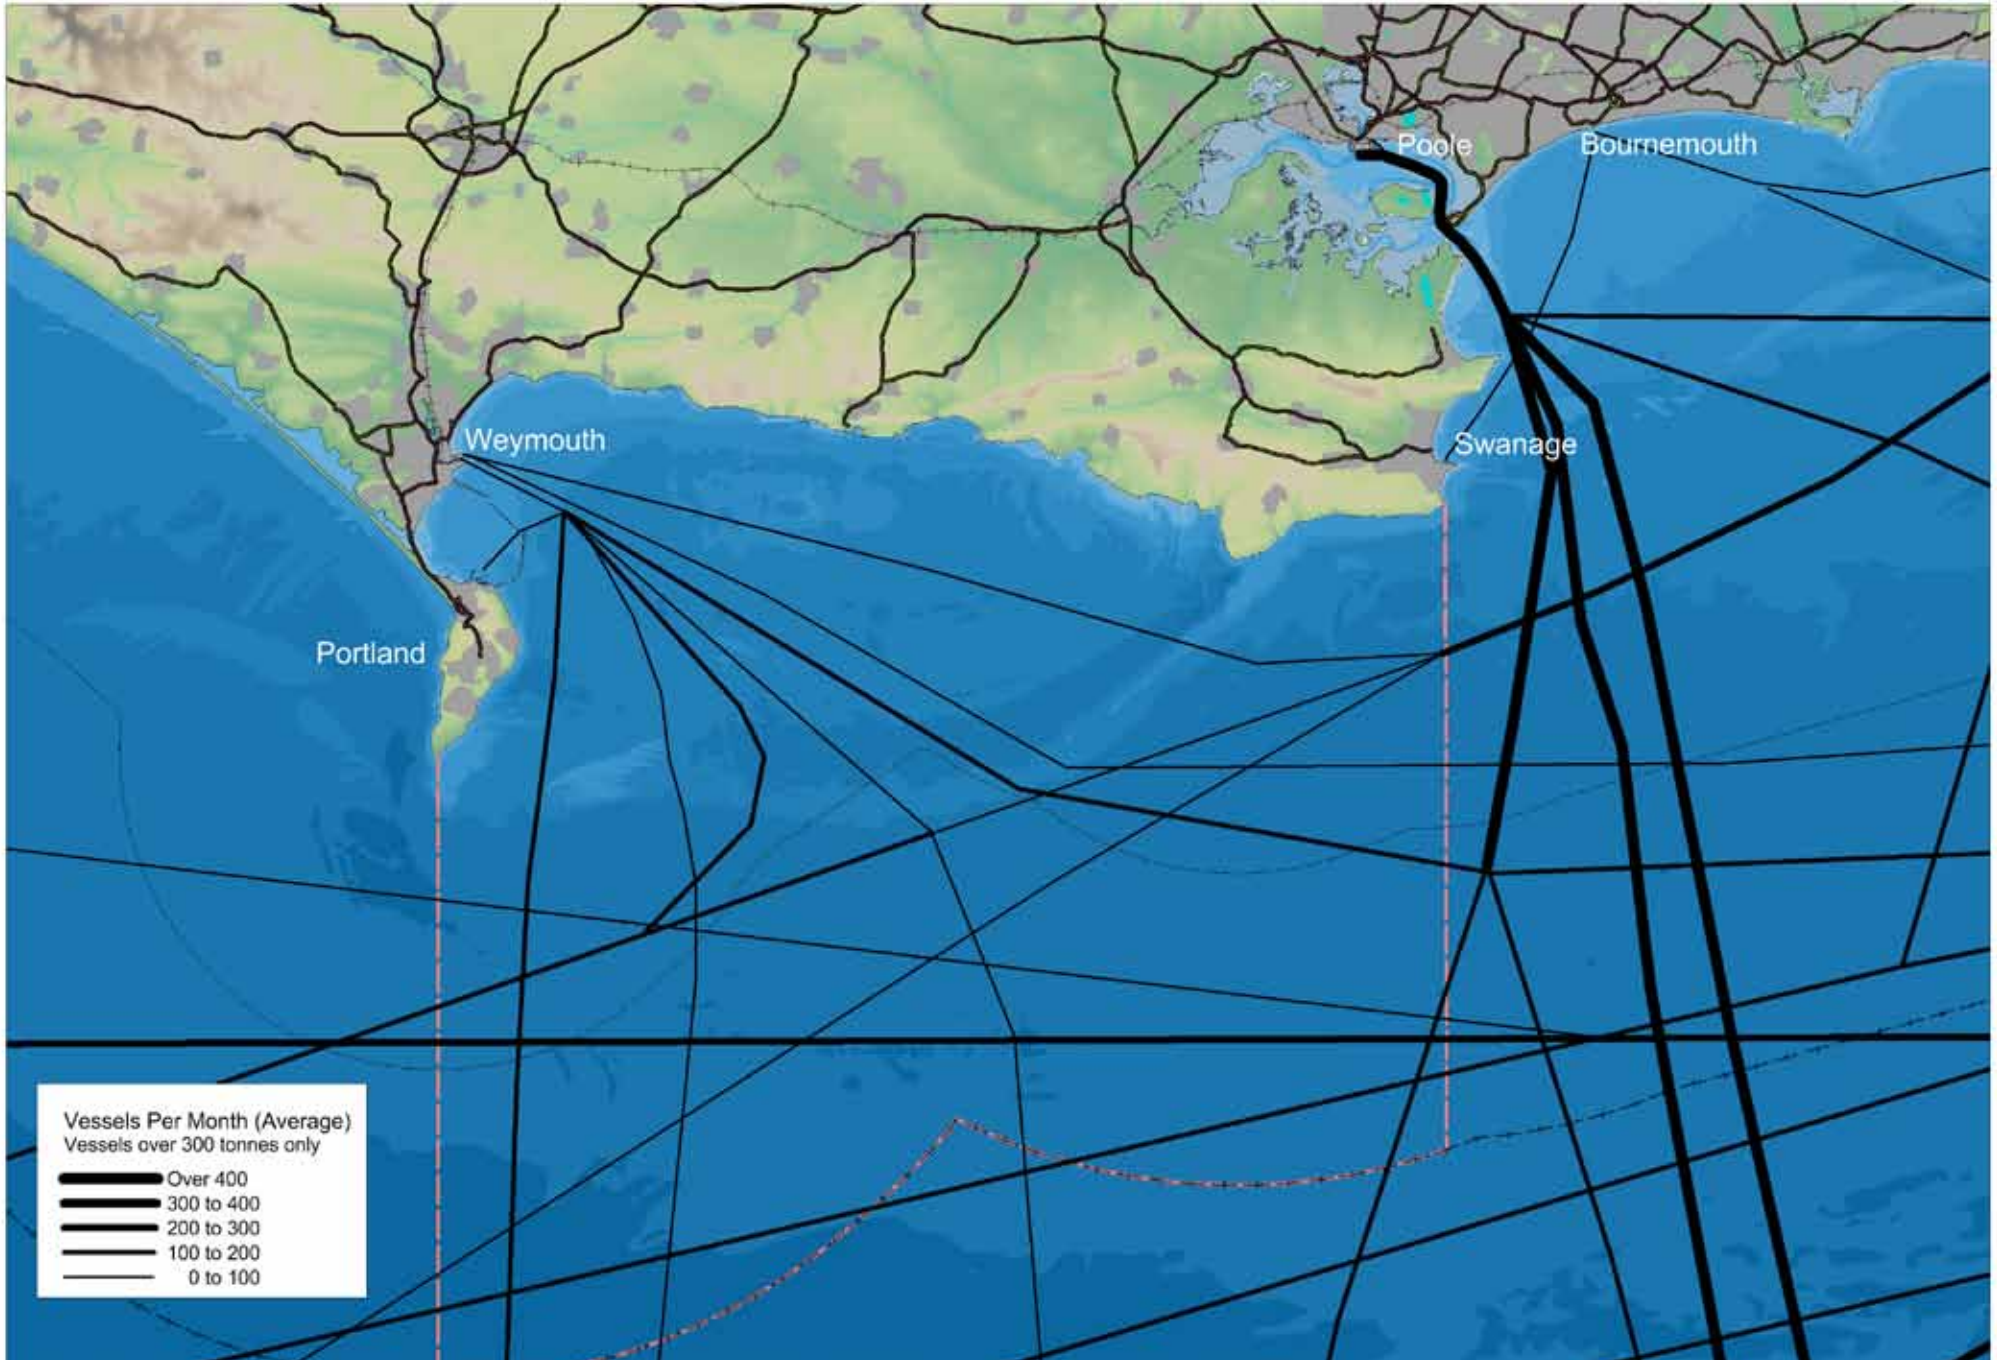 Poole
Bournemouth
Weymouth
Swanage
Portland
Vessels Per Month (Average)
Vessels over 300 tonnes only
Over 400
300 to 400
200 to 300
100 to 200
0 to 100